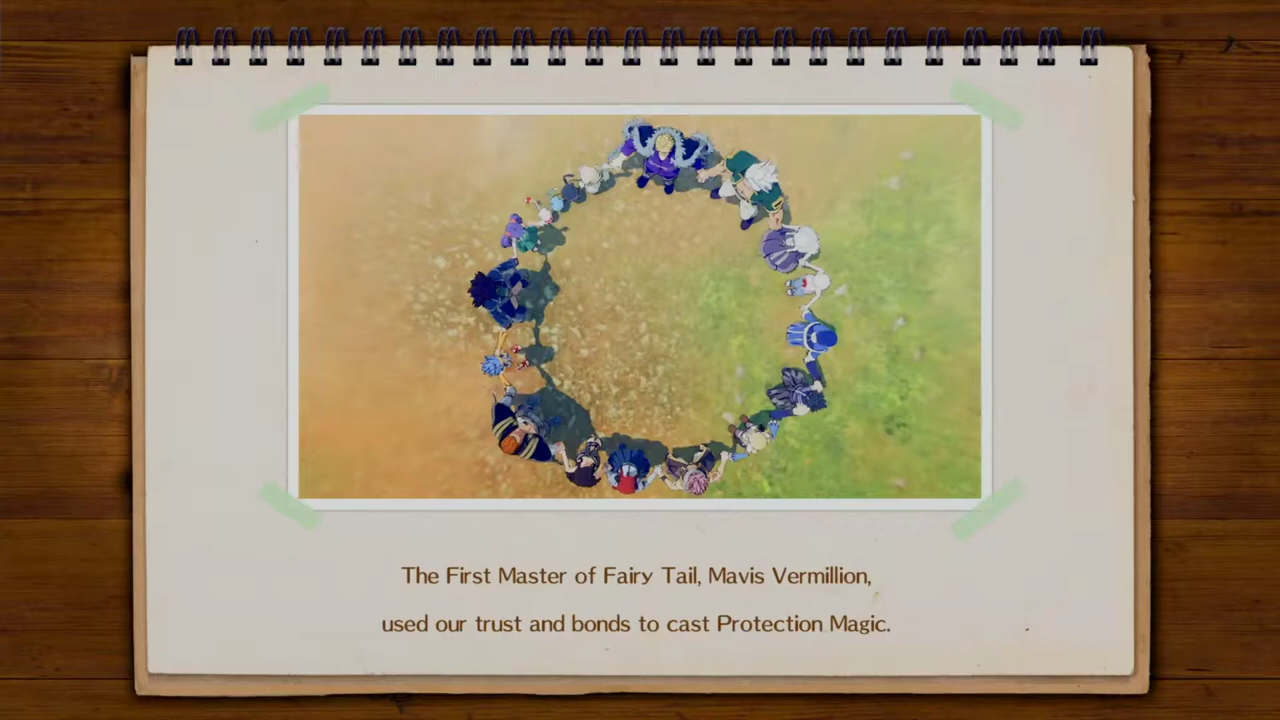 The First Master of Fairy Tail, Mavis Vermillion,
used our trust and bonds to cast Protection Magic.